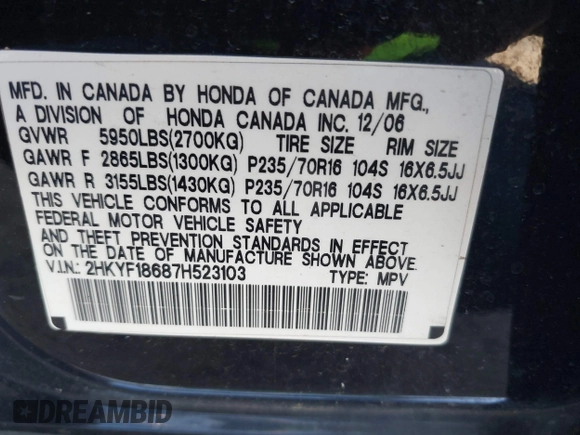 MFD. IN CANADA BY HONDA OF CANADA MFG.,
A DIVISION OF HONDA CANADA INC. 12/06
GVWR 5950LBS(2700KG) TIRE SIZE RIM SIZE
GAWR F 2865LBS(1300KG) P235/70R16 104S 16X6.5JJ
GAWR R 3155LBS(1430KG) P235/70R16 104S 16X6.5JJ
THIS VEHICLE CONFORMS TO ALL APPLICABLE
FEDERAL MOTOR VEHICLE SAFETY
AND THEFT PREVENTION STANDARDS IN EFFECT
ON THE DATE OF MANUFACTURE SHOWN ABOVE.
V.I.N.: 2HKYF18687H523103 TYPE: MPV
DREAMBID